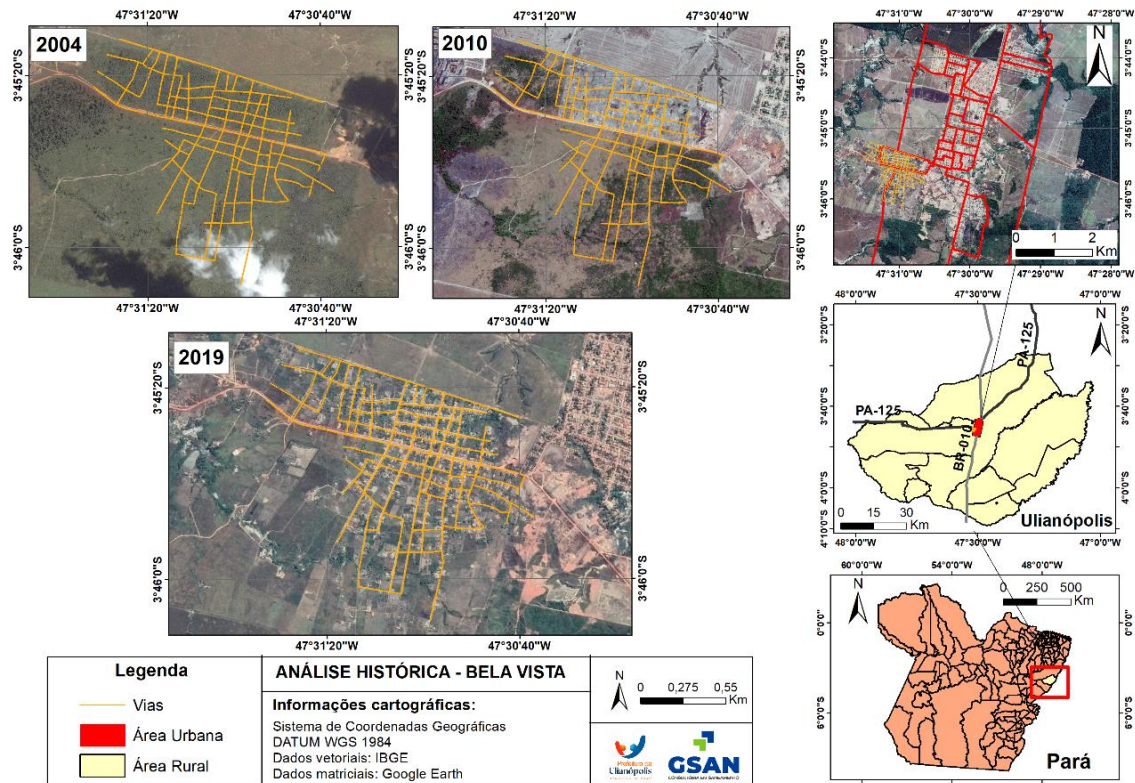 47°31'20"W
47°30'40"W
2004
3°45'20"S
3°46'0"S
3°45'20"S
3°46'0"S
47°31'20"W
47°30'40"W
47°31'20"W
47°30'40"W
2010
3°45'20"S
3°46'0"S
3°45'20"S
3°46'0"S
47°31'20"W
47°30'40"W
47°31'0"W
47°30'0"W
47°29'0"W
47°28'0"W
N
3°44'0"S
3°45'0"S
3°46'0"S
3°44'0"S
3°45'0"S
3°46'0"S
0 1 2
Km
47°31'0"W
47°30'0"W
47°29'0"W
47°28'0"W
47°31'20"W
47°30'40"W
2019
3°45'20"S
3°46'0"S
3°45'20"S
3°46'0"S
47°31'20"W
47°30'40"W
48°0'0"W
47°30'0"W
47°0'0"W
N
3°20'0"S
3°40'0"S
4°0'0"S
4°10'0"S
3°20'0"S
3°40'0"S
4°0'0"S
4°10'0"S
PA-125
PA-125
BR-010
0 15 30
Km
Ulianópolis
48°0'0"W
47°30'0"W
47°0'0"W
60°0'0"W
54°0'0"W
48°0'0"W
N
0 250 500
Km
0°0'0"
6°0'0"S
0°0'0"
6°0'0"S
Pará
Legenda
Vias
Área Urbana
Área Rural
ANÁLISE HISTÓRICA - BELA VISTA
Informações cartográficas:
Sistema de Coordenadas Geográficas
DATUM WGS 1984
Dados vetoriais: IBGE
Dados matriciais: Google Earth
N
0 0,275 0,55
Km
Prefeitura de
Ulianópolis
GSAN